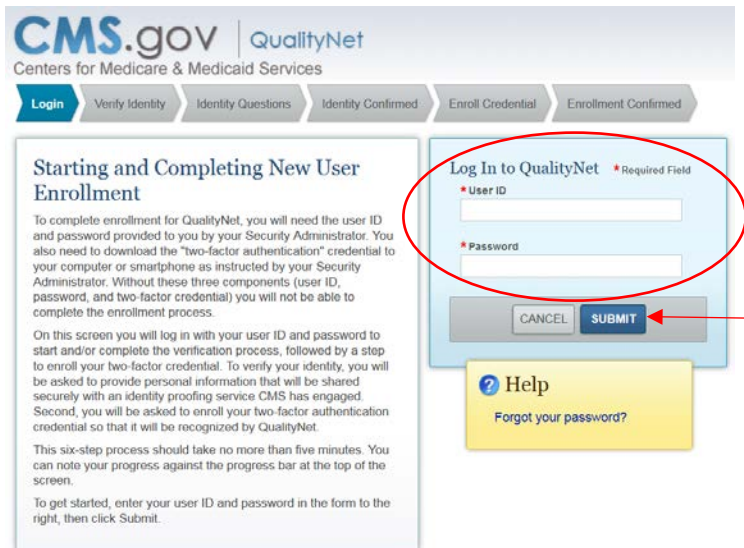 CMS.gov QualityNet
Centers for Medicare & Medicaid Services
Login Verify Identity Identity Questions Identity Confirmed Enroll Credential Enrollment Confirmed
Starting and Completing New User
Enrollment
To complete enrollment for QualityNet, you will need the user ID
and password provided to you by your Security Administrator. You
also need to download the "two-factor authentication" credential to
your computer or smartphone as instructed by your Security
Administrator. Without these three components (user ID,
password, and two-factor credential) you will not be able to
complete the enrollment process.
On this screen you will log in with your user ID and password to
start and/or complete the verification process, followed by a step
to enroll your two-factor credential. To verify your identity, you will
be asked to provide personal information that will be shared
securely with an identity proofing service CMS has engaged.
Second, you will be asked to enroll your two-factor authentication
credential so that it will be recognized by QualityNet.
This six-step process should take no more than five minutes. You
can note your progress against the progress bar at the top of the
screen.
To get started, enter your user ID and password in the form to the
right, then click Submit.
Log In to QualityNet * Required Field
* User ID
* Password
CANCEL SUBMIT
? Help
Forgot your password?